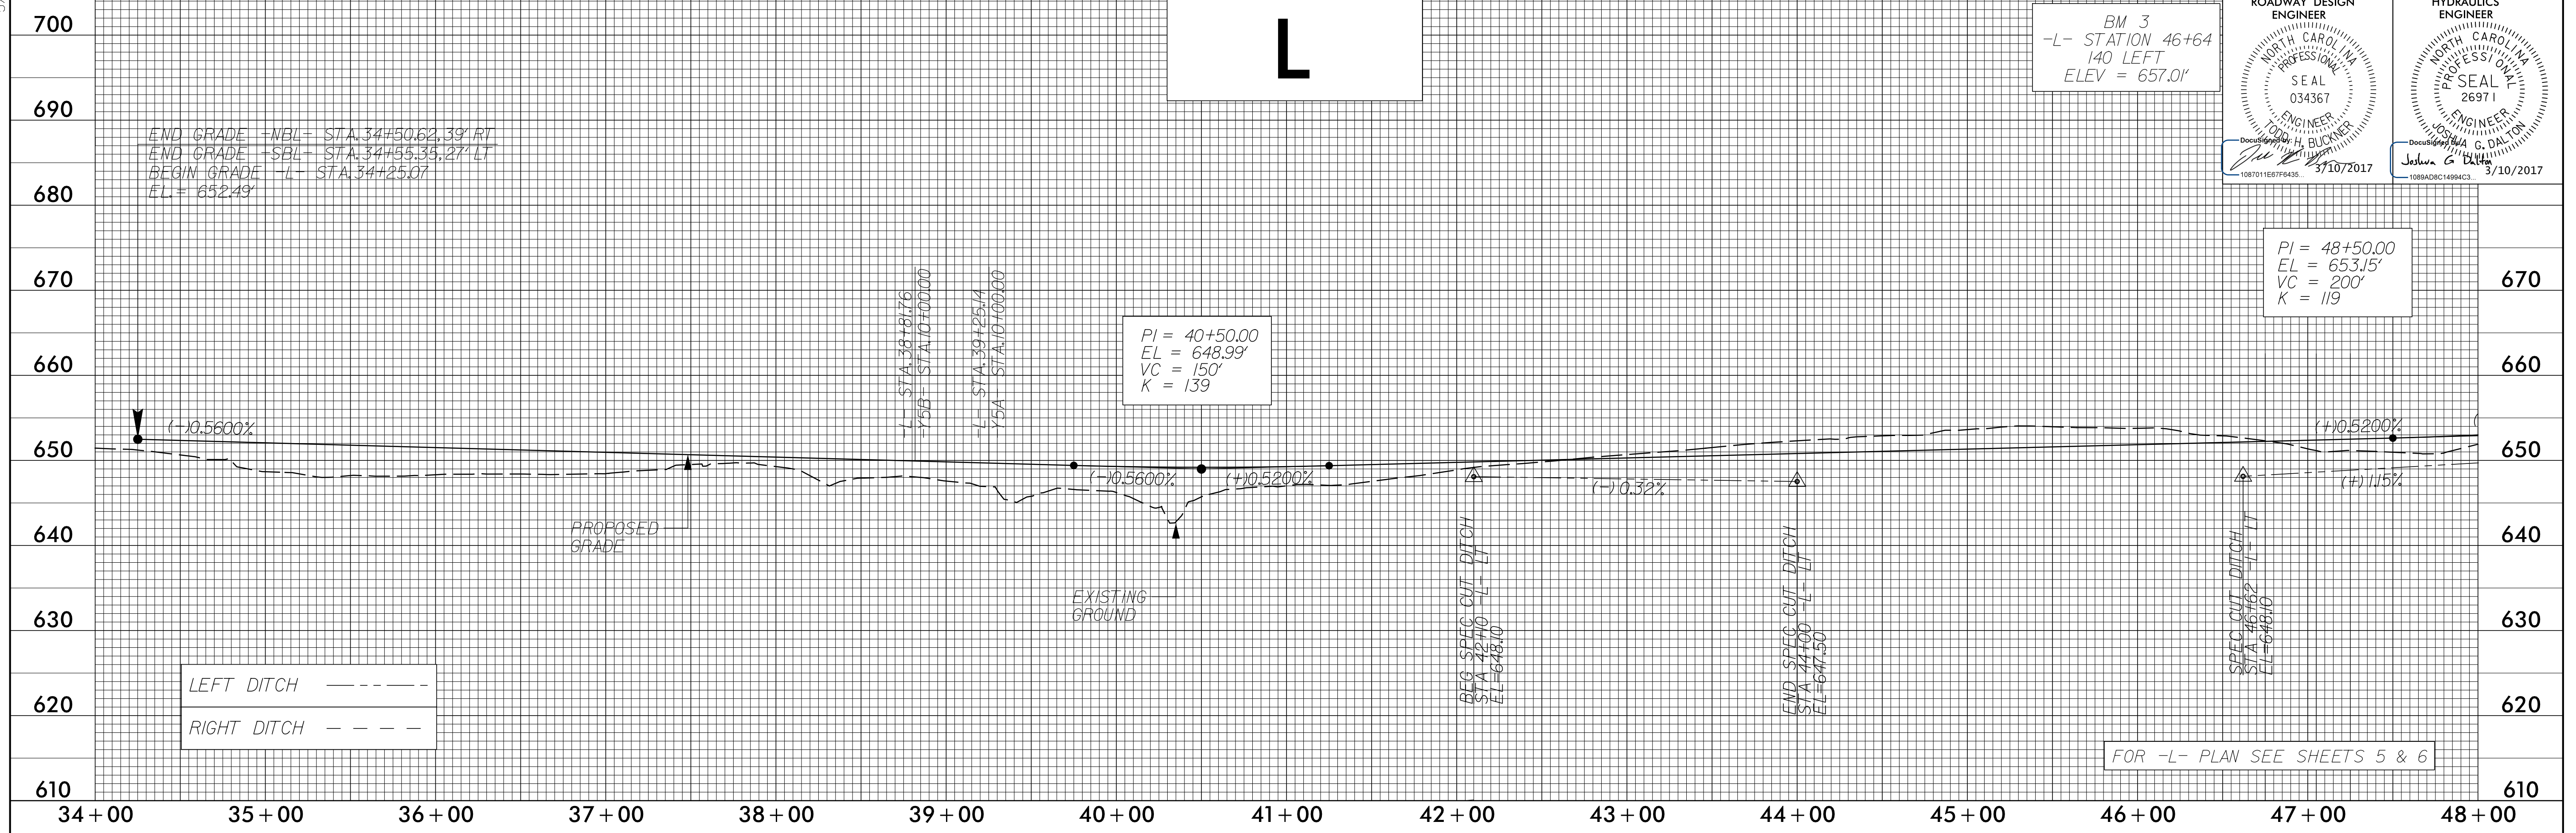 L
BM 3
-L- STATION 46+64
140 LEFT
ELEV = 657.01'
ROADWAY DESIGN
ENGINEER
NORTH CAROLINA
PROFESSIONAL
SEAL
034367
ENGINEER
TODD H. BUCKNER
DocuSigned by:
3/10/2017
1087011E67F6435...
HYDRAULICS
ENGINEER
NORTH CAROLINA
PROFESSIONAL
SEAL
26971
ENGINEER
JOSHUA G. DALTON
DocuSigned by:
Joshua G Dalton
3/10/2017
1089AD8C14994C3...
700
690
680
670
660
650
640
630
620
610
END GRADE -NBL- STA.34+50.62,39' RT
END GRADE -SBL- STA.34+55.35,27' LT
BEGIN GRADE -L- STA.34+25.07
EL.= 652.49'
-L- STA.38+81.76
-Y5B- STA.10+00.00
-L- STA.39+25.14
Y5A STA.10+00.00
PI = 40+50.00
EL = 648.99'
VC = 150'
K = 139
PI = 48+50.00
EL = 653.15'
VC = 200'
K = 119
(-)0.5600%
(-)0.5600%
(+)0.5200%
(-) 0.32%
(+)0.5200%
(
(+) 1.15%
PROPOSED
GRADE
EXISTING
GROUND
BEG SPEC CUT DITCH
STA 42+10 -L- LT
EL=648.10
END SPEC CUT DITCH
STA 44+00 -L- LT
EL=647.50
SPEC CUT DITCH
STA 46+62 -L- LT
EL=648.10
LEFT DITCH
RIGHT DITCH
FOR -L- PLAN SEE SHEETS 5 & 6
670
660
650
640
630
620
610
34+00 35+00 36+00 37+00 38+00 39+00 40+00 41+00 42+00 43+00 44+00 45+00 46+00 47+00 48+00